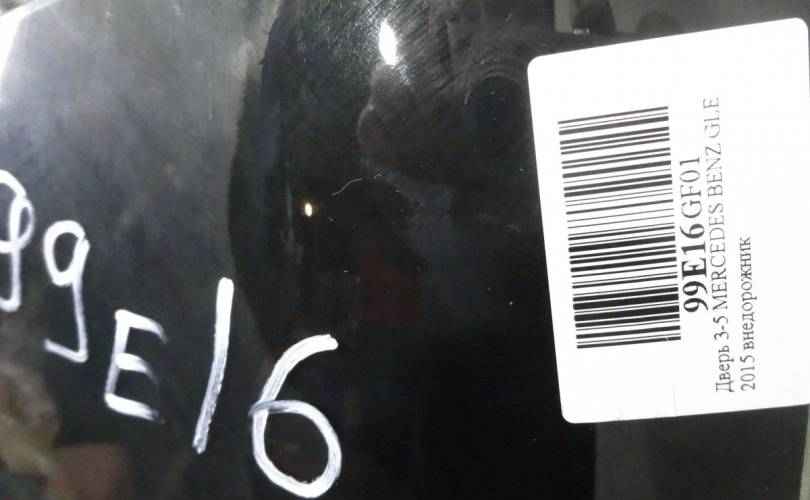 99E16
99E16GF01
Дверь 3-5 MERCEDES BENZ GLE
2015 внедорожник